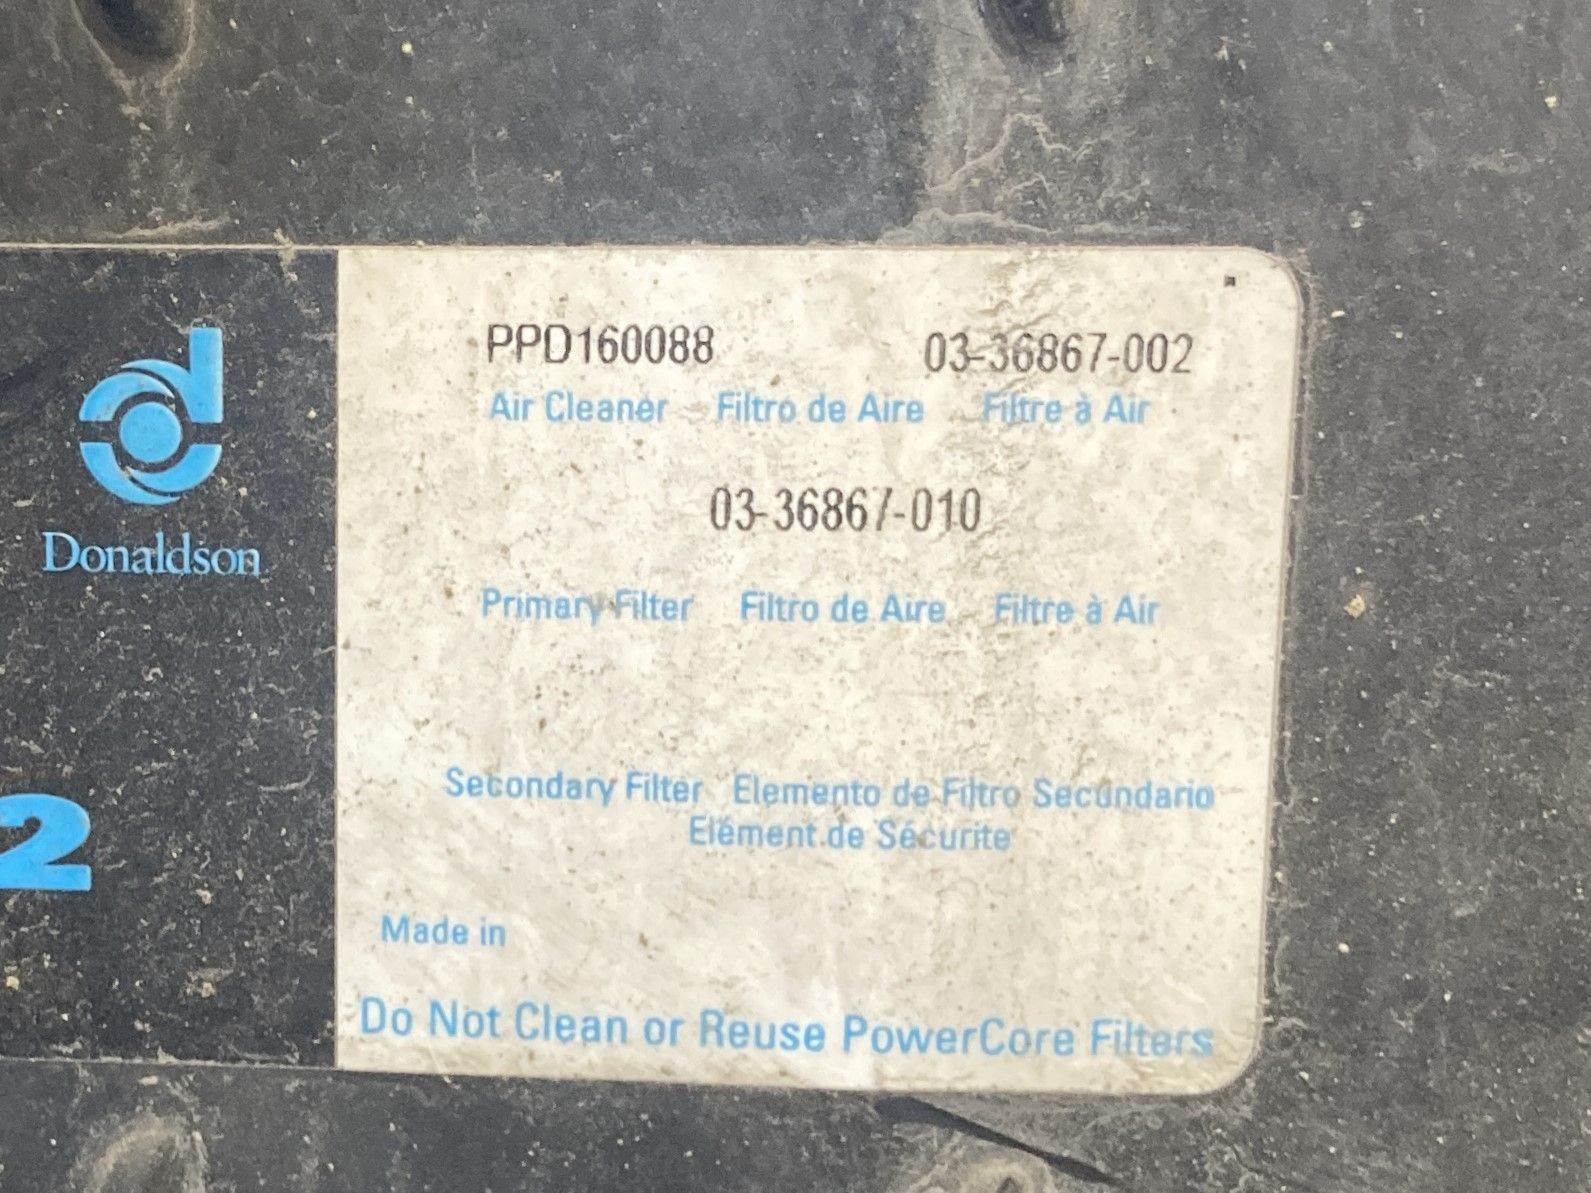 PPD160088 03-36867-002
Air Cleaner Filtro de Aire Filtre à Air
03-36867-010
Donaldson
Primary Filter Filtro de Aire Filtre à Air
Secondary Filter Elemento de Filtro Secundario
Elément de Sécurite
2
Made in
Do Not Clean or Reuse PowerCore Filters